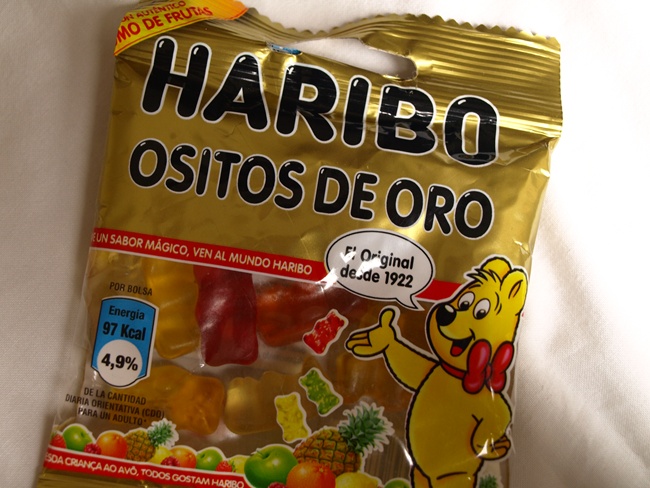 AUTÉNTICO
MO DE FRUTAS
HARIBO
OSITOS DE ORO
UN SABOR MÁGICO, VEN AL MUNDO HARIBO
El Original
desde 1922
POR BOLSA
Energía
97 Kcal
4,9%
DE LA CANTIDAD
DIARIA ORIENTATIVA (CDO)
PARA UN ADULTO*
SDA CRIANÇA AO AVÔ, TODOS GOSTAM HARIBO